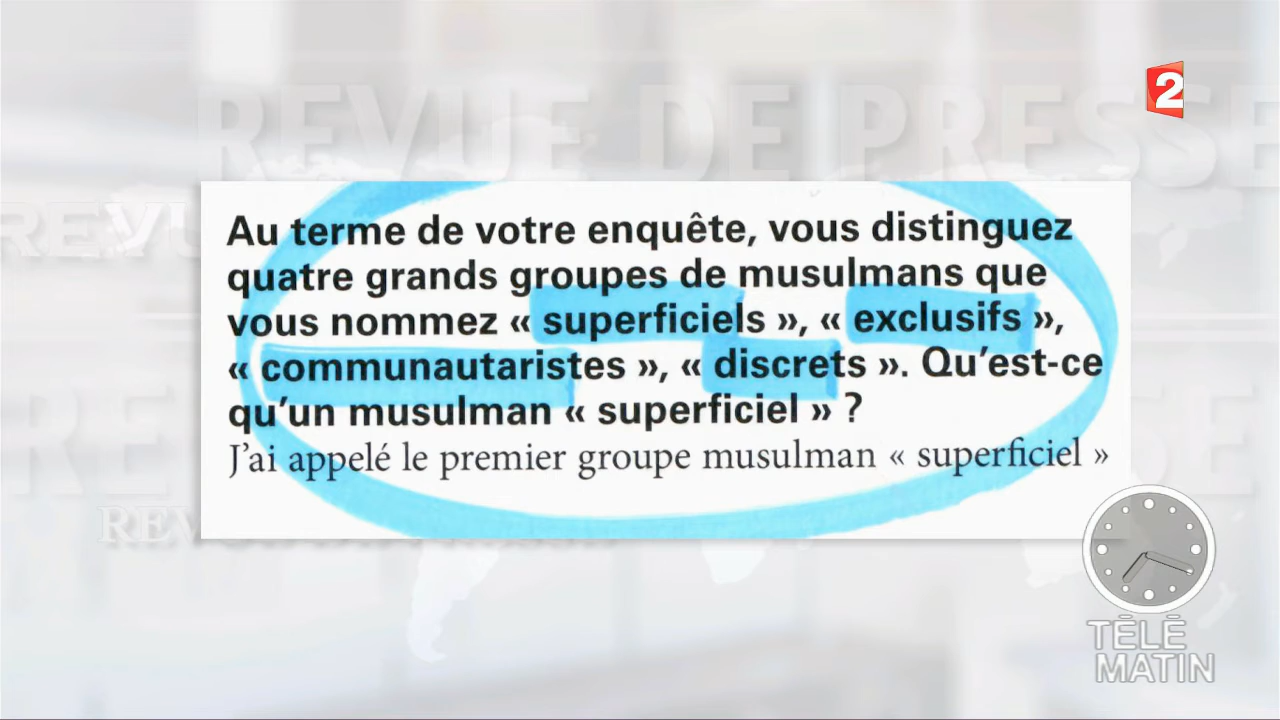 REVUE DE PRESSE
2
REVU
Au terme de votre enquête, vous distinguez
quatre grands groupes de musulmans que
vous nommez « superficiels », « exclusifs »,
« communautaristes », « discrets ». Qu'est-ce
qu'un musulman « superficiel » ?
J'ai appelé le premier groupe musulman « superficiel »
TÉLÉ
MATIN